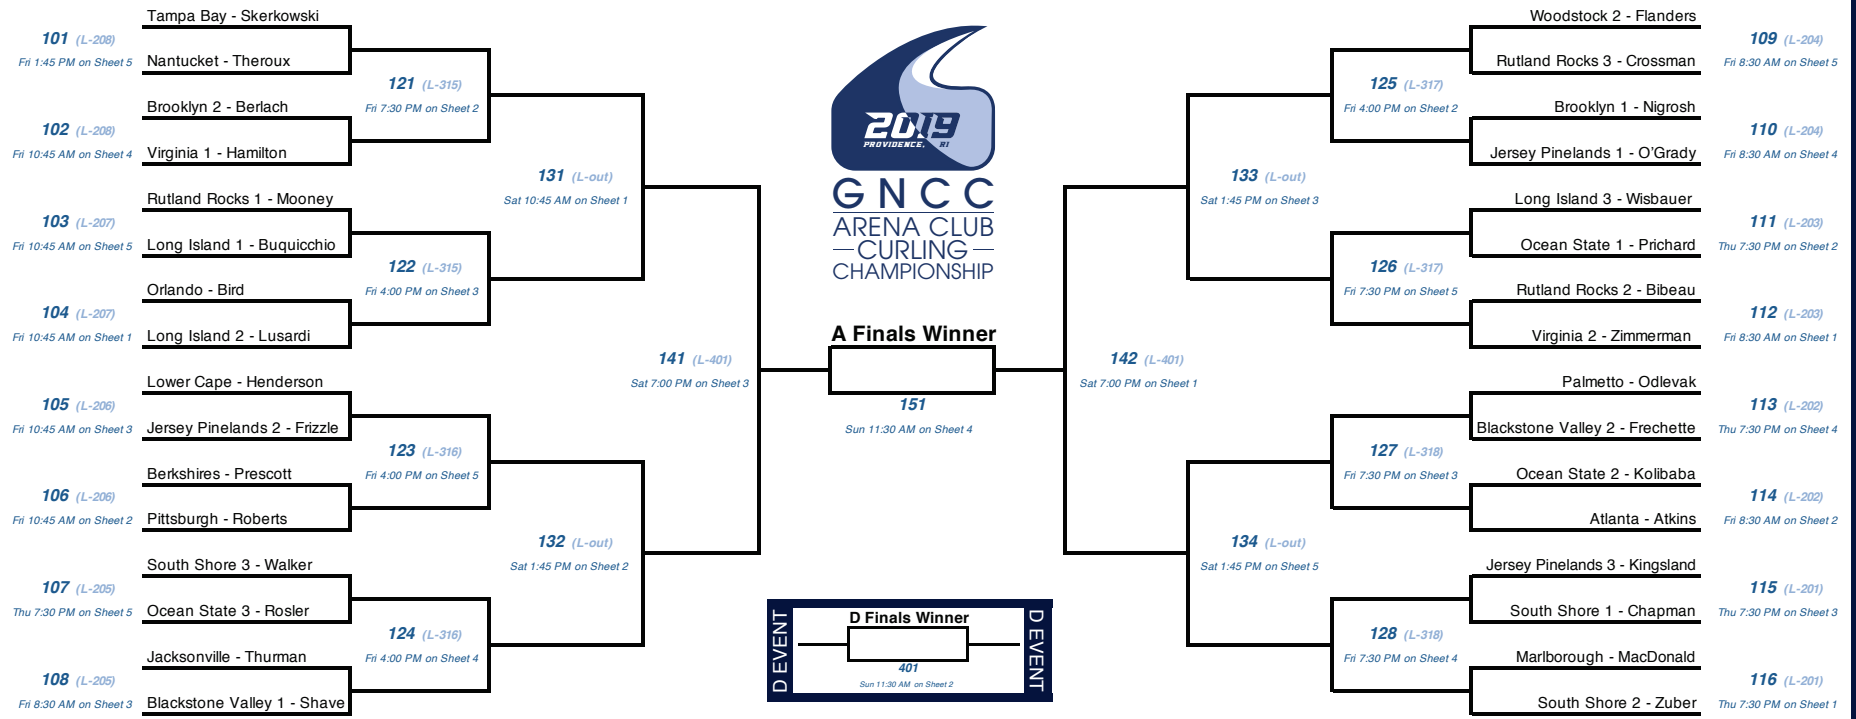 Tampa Bay - Skerkowski
101 (L-208)
Fri 1:45 PM on Sheet 5
Nantucket - Theroux
121 (L-315)
Fri 7:30 PM on Sheet 2
Brooklyn 2 - Berlach
102 (L-208)
Fri 10:45 AM on Sheet 4
Virginia 1 - Hamilton
131 (L-out)
Sat 10:45 AM on Sheet 1
Rutland Rocks 1 - Mooney
103 (L-207)
Fri 10:45 AM on Sheet 5
Long Island 1 - Buquicchio
122 (L-315)
Fri 4:00 PM on Sheet 3
Orlando - Bird
104 (L-207)
Fri 10:45 AM on Sheet 1
Long Island 2 - Lusardi
141 (L-401)
Sat 7:00 PM on Sheet 3
Lower Cape - Henderson
105 (L-206)
Fri 10:45 AM on Sheet 3
Jersey Pinelands 2 - Frizzle
123 (L-316)
Fri 4:00 PM on Sheet 5
Berkshires - Prescott
106 (L-206)
Fri 10:45 AM on Sheet 2
Pittsburgh - Roberts
132 (L-out)
Sat 1:45 PM on Sheet 2
South Shore 3 - Walker
107 (L-205)
Thu 7:30 PM on Sheet 5
Ocean State 3 - Rosler
124 (L-316)
Fri 4:00 PM on Sheet 4
Jacksonville - Thurman
108 (L-205)
Fri 8:30 AM on Sheet 3
Blackstone Valley 1 - Shave
2019
PROVIDENCE, RI
GNCC
ARENA CLUB
CURLING
CHAMPIONSHIP
A Finals Winner
151
Sun 11:30 AM on Sheet 4
D EVENT
D Finals Winner
401
Sun 11:30 AM on Sheet 2
D EVENT
Woodstock 2 - Flanders
109 (L-204)
Fri 8:30 AM on Sheet 5
Rutland Rocks 3 - Crossman
125 (L-317)
Fri 4:00 PM on Sheet 2
Brooklyn 1 - Nigrosh
110 (L-204)
Fri 8:30 AM on Sheet 4
Jersey Pinelands 1 - O'Grady
133 (L-out)
Sat 1:45 PM on Sheet 3
Long Island 3 - Wisbauer
111 (L-203)
Thu 7:30 PM on Sheet 2
Ocean State 1 - Prichard
126 (L-317)
Fri 7:30 PM on Sheet 5
Rutland Rocks 2 - Bibeau
112 (L-203)
Fri 8:30 AM on Sheet 1
Virginia 2 - Zimmerman
142 (L-401)
Sat 7:00 PM on Sheet 1
Palmetto - Odlevak
113 (L-202)
Thu 7:30 PM on Sheet 4
Blackstone Valley 2 - Frechette
127 (L-318)
Fri 7:30 PM on Sheet 3
Ocean State 2 - Kolibaba
114 (L-202)
Fri 8:30 AM on Sheet 2
Atlanta - Atkins
134 (L-out)
Sat 1:45 PM on Sheet 5
Jersey Pinelands 3 - Kingsland
115 (L-201)
Thu 7:30 PM on Sheet 3
South Shore 1 - Chapman
128 (L-318)
Fri 7:30 PM on Sheet 4
Marlborough - MacDonald
116 (L-201)
Thu 7:30 PM on Sheet 1
South Shore 2 - Zuber